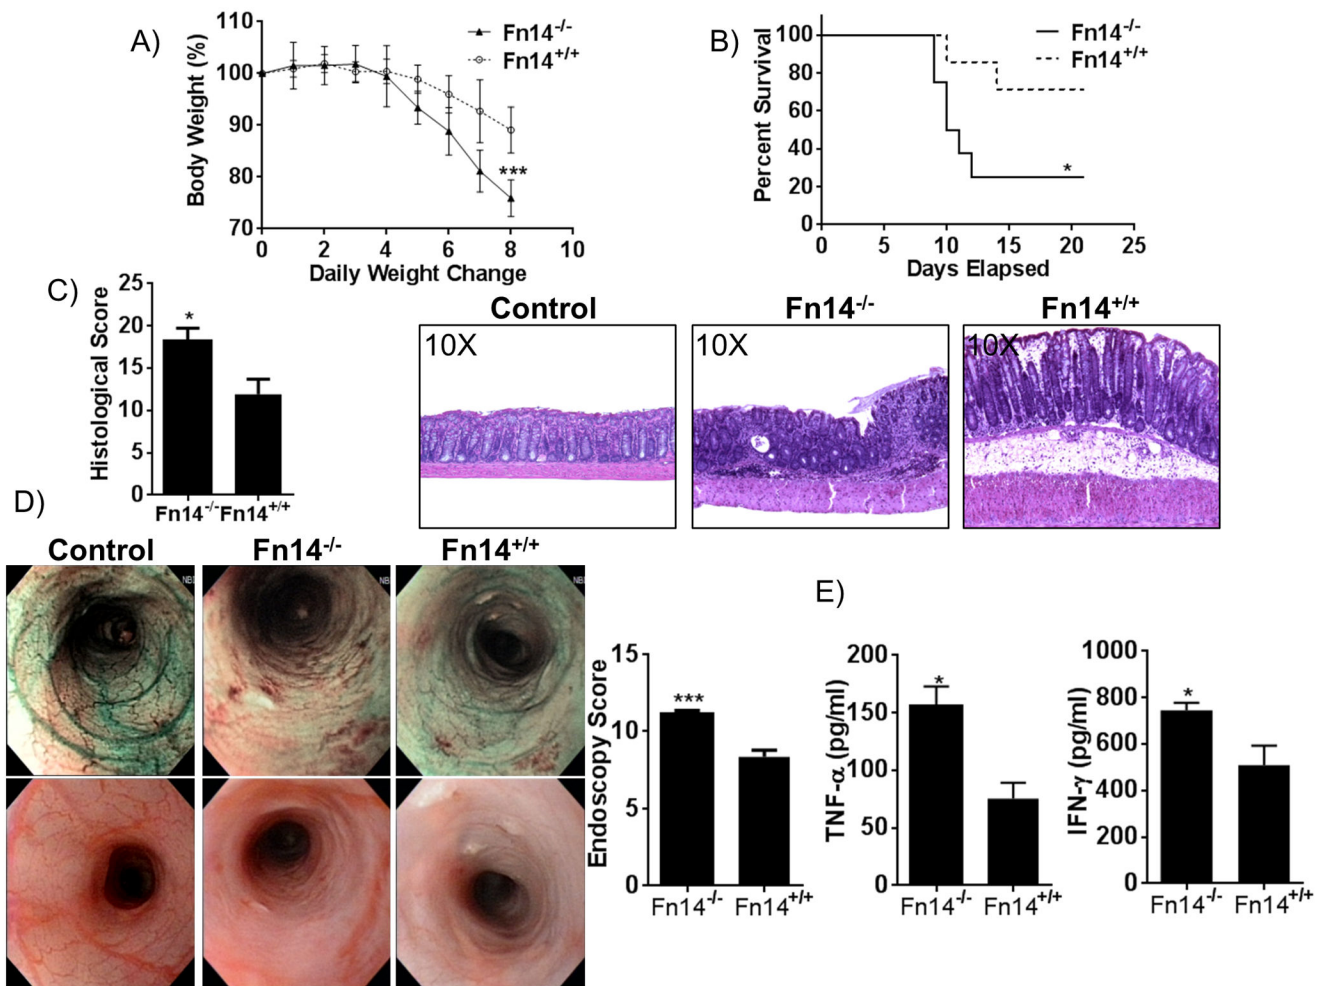 A)
110
100
90
80
70
Body Weight (%)
Fn14-/-
Fn14+/+
***
0 2 4 6 8 10
Daily Weight Change
B)
100
80
60
40
20
0
Percent Survival
Fn14-/-
Fn14+/+
*
0 5 10 15 20 25
Days Elapsed
C)
25
20
15
10
5
0
Histological Score
*
Fn14-/- Fn14+/+
Control Fn14-/- Fn14+/+
10X 10X 10X
D)
Control Fn14-/- Fn14+/+
NBI NBI NBI
15
10
5
0
Endoscopy Score
***
Fn14-/- Fn14+/+
E)
200
150
100
50
0
TNF-α (pg/ml)
*
Fn14-/- Fn14+/+
1000
800
600
400
200
0
IFN-γ (pg/ml)
*
Fn14-/- Fn14+/+